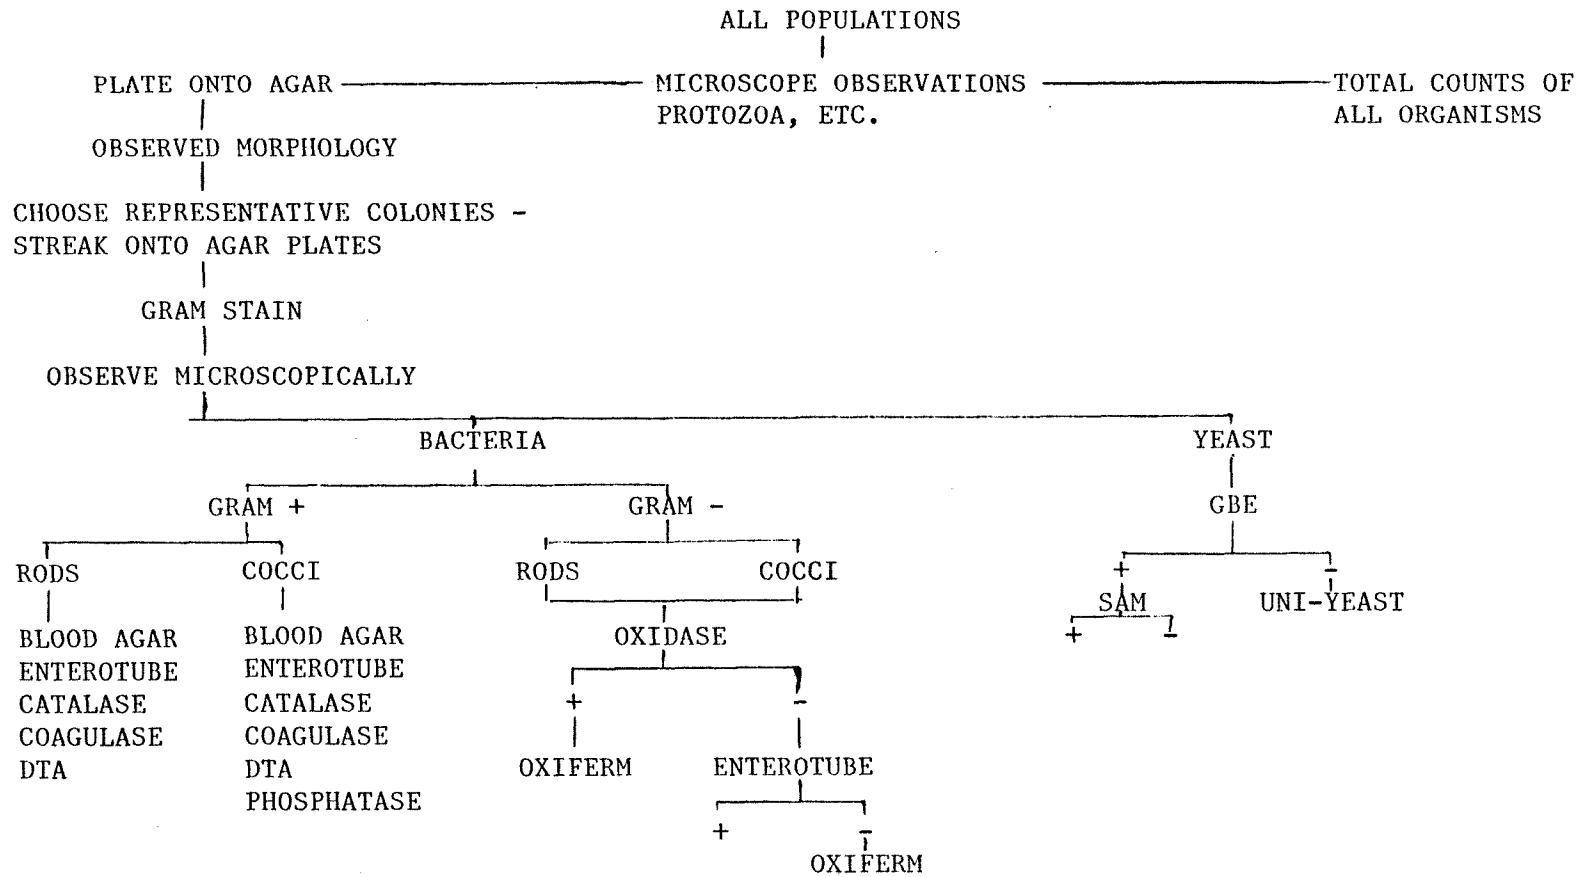 ALL POPULATIONS
PLATE ONTO AGAR
MICROSCOPE OBSERVATIONS
PROTOZOA, ETC.
TOTAL COUNTS OF
ALL ORGANISMS
OBSERVED MORPHOLOGY
CHOOSE REPRESENTATIVE COLONIES -
STREAK ONTO AGAR PLATES
GRAM STAIN
OBSERVE MICROSCOPICALLY
BACTERIA
YEAST
GRAM +
GRAM -
GBE
RODS
COCCI
RODS
COCCI
+
-
SAM
UNI-YEAST
+
-
BLOOD AGAR
ENTEROTUBE
CATALASE
COAGULASE
DTA
BLOOD AGAR
ENTEROTUBE
CATALASE
COAGULASE
DTA
PHOSPHATASE
OXIDASE
+
-
OXIFERM
ENTEROTUBE
+
-
OXIFERM